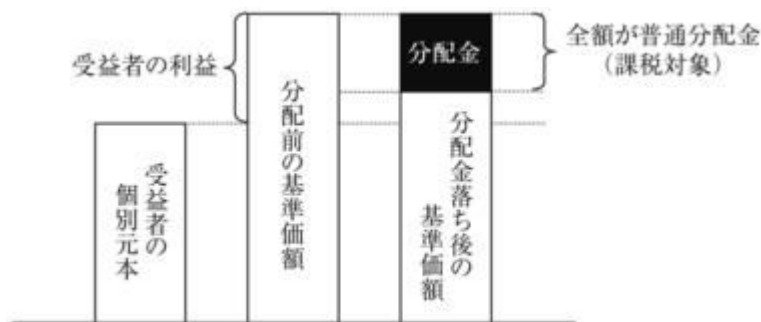 受益者の利益
受益者の
個別元本
分配前の基準価額
分配金
分配金落ち後の
基準価額
全額が普通分配金
（課税対象）